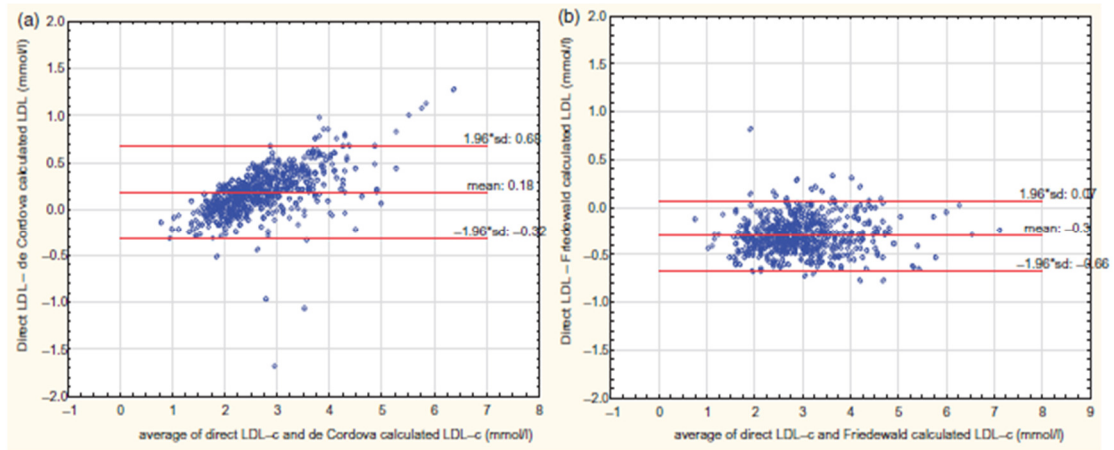 (a)
Direct LDL – de Cordova calculated LDL (mmol/l)
2.0
1.5
1.0
0.5
0.0
–0.5
–1.0
–1.5
–2.0
1.96*sd: 0.68
mean: 0.18
–1.96*sd: –0.32
–1 0 1 2 3 4 5 6 7 8
average of direct LDL–c and de Cordova calculated LDL–c (mmol/l)
(b)
Direct LDL – Friedewald calculated LDL (mmol/l)
2.0
1.5
1.0
0.5
0.0
–0.5
–1.0
–1.5
–2.0
1.96*sd: 0.07
mean: –0.3
–1.96*sd: –0.66
–1 0 1 2 3 4 5 6 7 8 9
average of direct LDL–c and Friedewald calculated LDL–c (mmol/l)